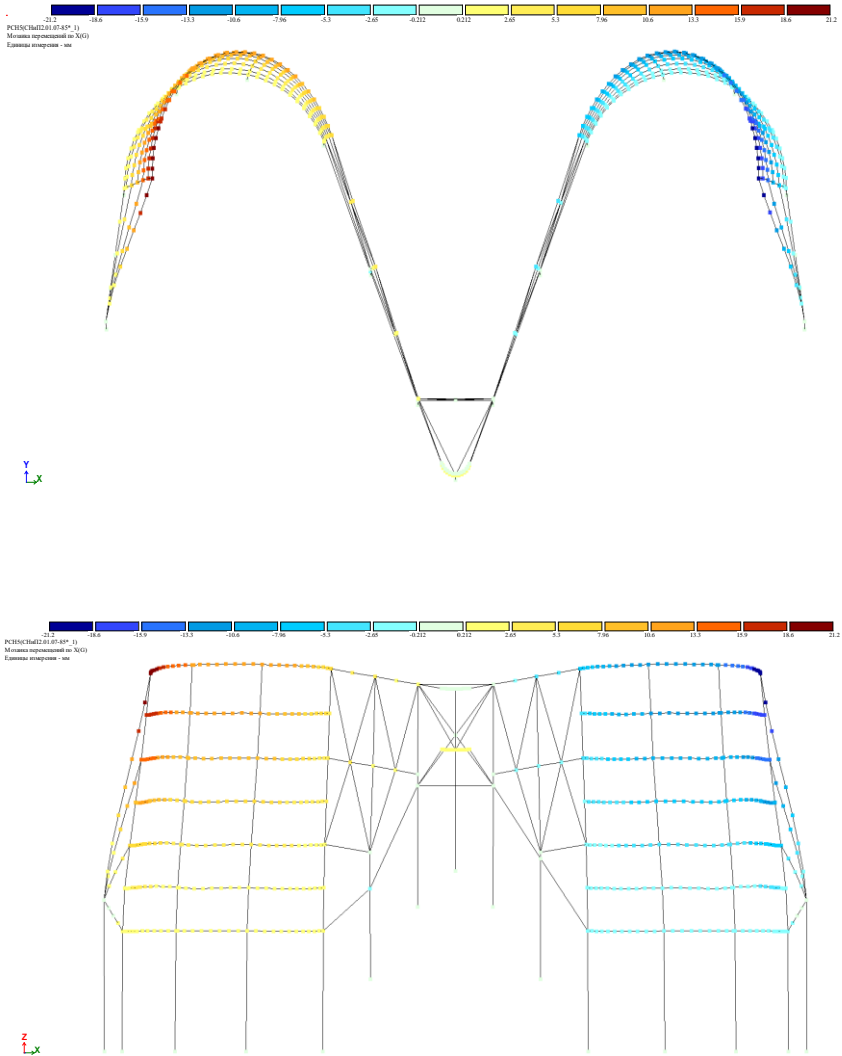 -21.2 -18.6 -15.9 -13.3 -10.6 -7.96 -5.3 -2.65 -0.212 0.212 2.65 5.3 7.96 10.6 13.3 15.9 18.6 21.2
РСН5(СНиП2.01.07-85*_1)
Мозаика перемещений по X(G)
Единицы измерения - мм
Y
X
-21.2 -18.6 -15.9 -13.3 -10.6 -7.96 -5.3 -2.65 -0.212 0.212 2.65 5.3 7.96 10.6 13.3 15.9 18.6 21.2
РСН5(СНиП2.01.07-85*_1)
Мозаика перемещений по X(G)
Единицы измерения - мм
Z
X